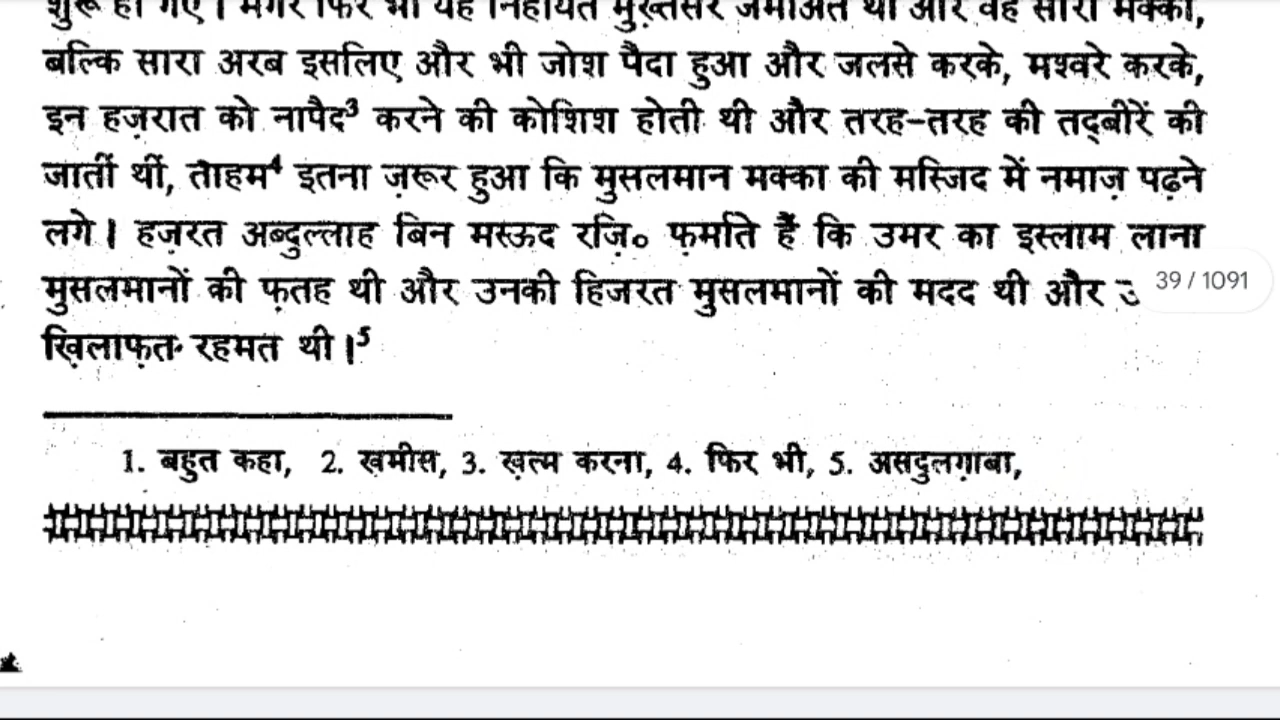 शुरू हो गए। मगर फिर भी यह निहायत मुख़्तसर जमाअत थी और वह सारा मक्का,
बल्कि सारा अरब इसलिए और भी जोश पैदा हुआ और जलसे करके, मश्वरे करके,
इन हज़रात को नापैद³ करने की कोशिश होती थी और तरह-तरह की तद्बीरें की
जातीं थीं, ताहम⁴ इतना ज़रूर हुआ कि मुसलमान मक्का की मस्जिद में नमाज़ पढ़ने
लगे। हज़रत अब्दुल्लाह बिन मस्ऊद रज़ि॰ फ़र्माते हैं कि उमर का इस्लाम लाना
मुसलमानों की फ़तह थी और उनकी हिजरत मुसलमानों की मदद थी और
ख़िलाफ़त रहमत थी।⁵
39 / 1091
1. बहुत कहा, 2. खमीस, 3. ख़त्म करना, 4. फिर भी, 5. असदुलग़ाबा,